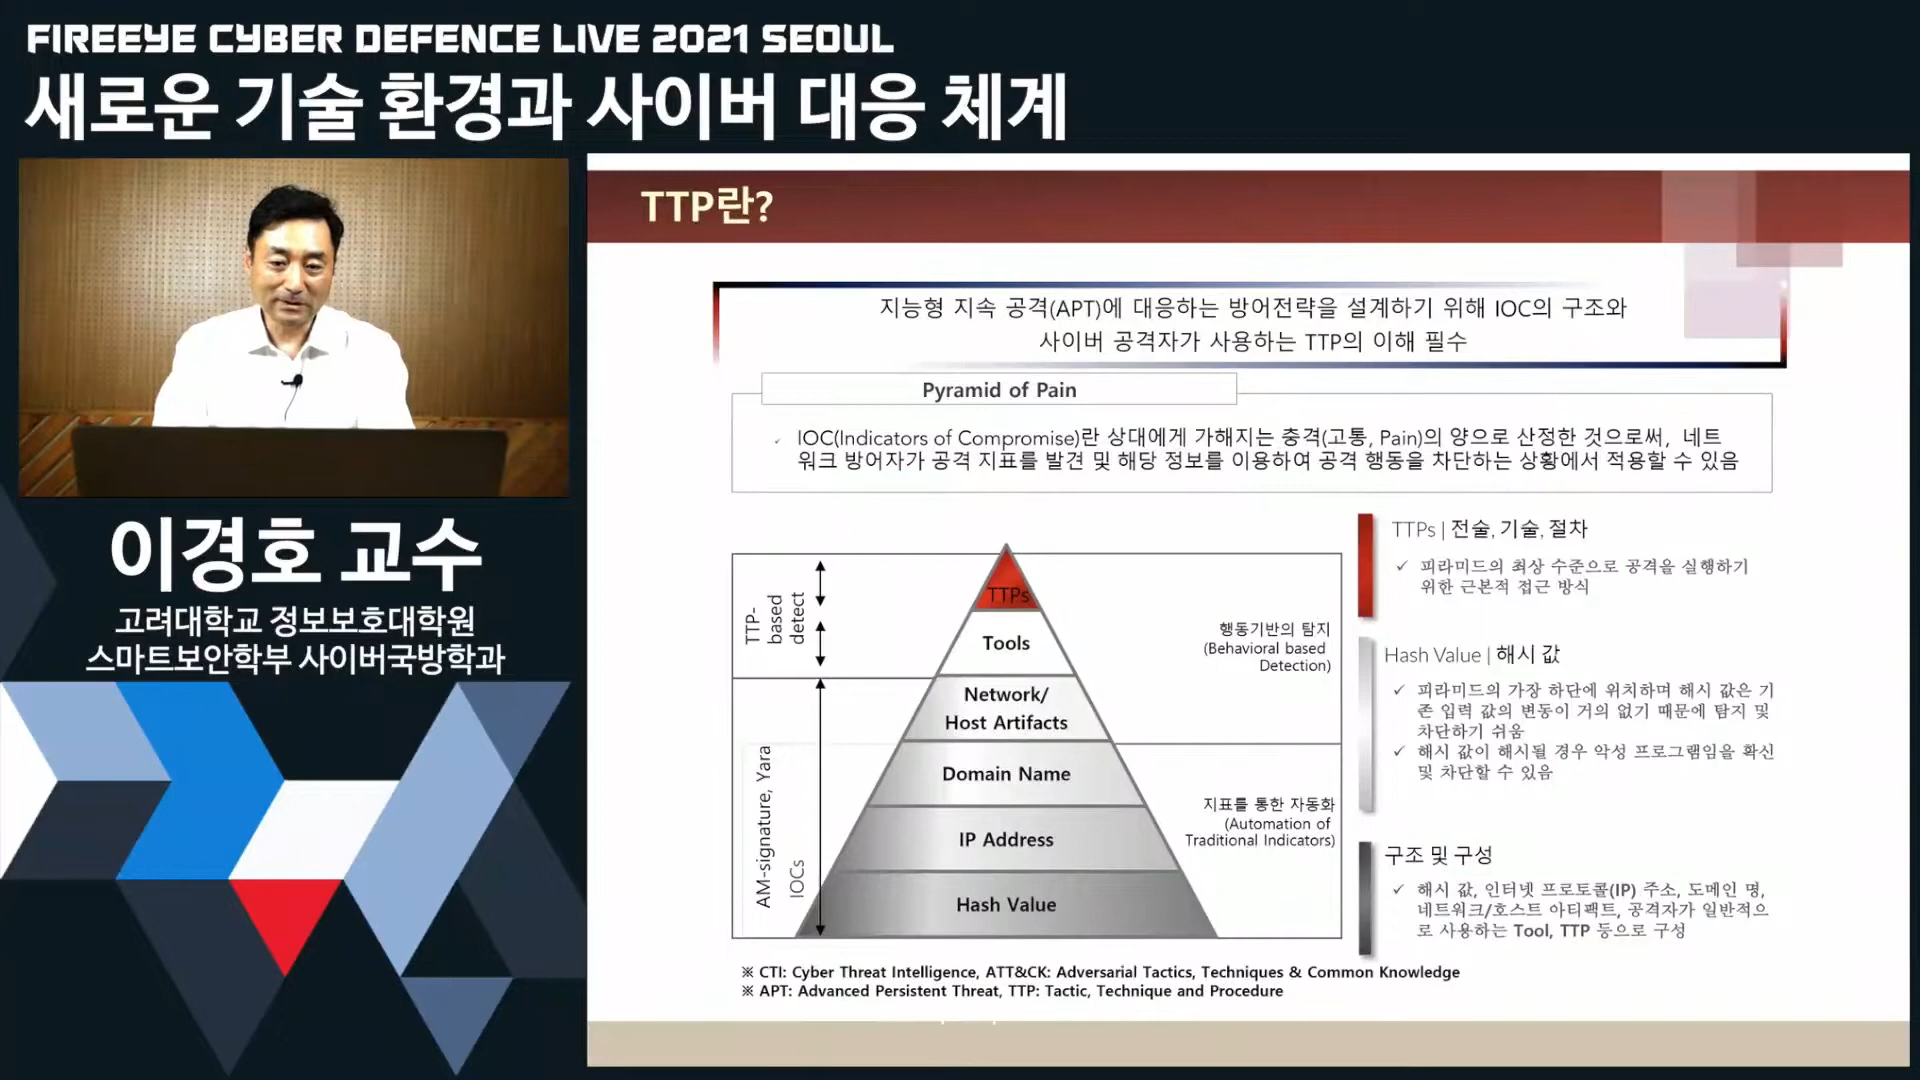 FIREEYE CYBER DEFENCE LIVE 2021 SEOUL
새로운 기술 환경과 사이버 대응 체계
이경호 교수
고려대학교 정보보호대학원
스마트보안학부 사이버국방학과
TTP란?
지능형 지속 공격(APT)에 대응하는 방어전략을 설계하기 위해 IOC의 구조와
사이버 공격자가 사용하는 TTP의 이해 필수
Pyramid of Pain
✓ IOC(Indicators of Compromise)란 상대에게 가해지는 충격(고통, Pain)의 양으로 산정한 것으로써, 네트
워크 방어자가 공격 지표를 발견 및 해당 정보를 이용하여 공격 행동을 차단하는 상황에서 적용할 수 있음
TTP-
based
detect
AM-signature, Yara
IOCs
TTPs
Tools
Network/
Host Artifacts
Domain Name
IP Address
Hash Value
행동기반의 탐지
(Behavioral based
Detection)
지표를 통한 자동화
(Automation of
Traditional Indicators)
TTPs | 전술, 기술, 절차
✓ 피라미드의 최상 수준으로 공격을 실행하기
위한 근본적 접근 방식
Hash Value | 해시 값
✓ 피라미드의 가장 하단에 위치하며 해시 값은 기
존 입력 값의 변동이 거의 없기 때문에 탐지 및
차단하기 쉬움
✓ 해시 값이 해시될 경우 악성 프로그램임을 확신
및 차단할 수 있음
구조 및 구성
✓ 해시 값, 인터넷 프로토콜(IP) 주소, 도메인 명,
네트워크/호스트 아티팩트, 공격자가 일반적으
로 사용하는 Tool, TTP 등으로 구성
※ CTI: Cyber Threat Intelligence, ATT&CK: Adversarial Tactics, Techniques & Common Knowledge
※ APT: Advanced Persistent Threat, TTP: Tactic, Technique and Procedure